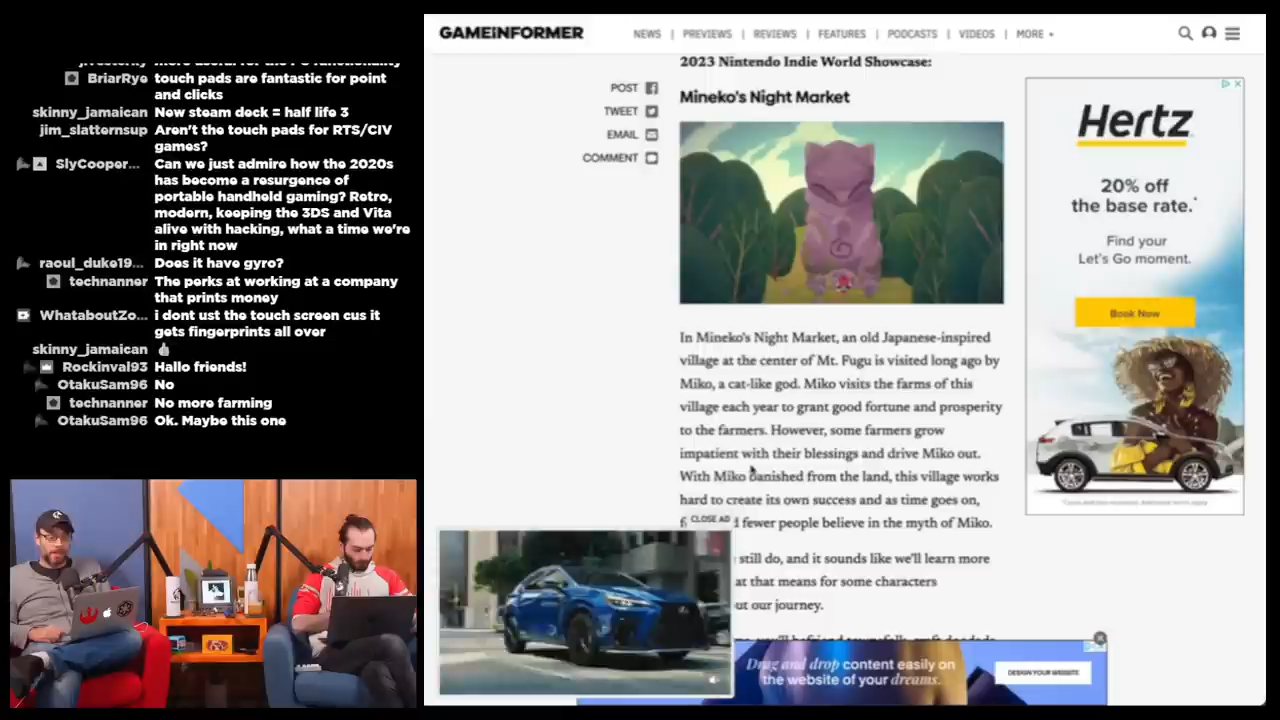 BriarRye touch pads are fantastic for point
and clicks
skinny_jamaican New steam deck = half life 3
jim_slatternsup Aren't the touch pads for RTS/CIV
games?
SlyCooper... Can we just admire how the 2020s
has become a resurgence of
portable handheld gaming? Retro,
modern, keeping the 3DS and Vita
alive with hacking, what a time we're
in right now
raoul_duke19... Does it have gyro?
technanner The perks at working at a company
that prints money
WhataboutZo... i dont ust the touch screen cus it
gets fingerprints all over
skinny_jamaican 👍
Rockinval93 Hallo friends!
OtakuSam96 No
technanner No more farming
OtakuSam96 Ok. Maybe this one
GAMEINFORMER
NEWS | PREVIEWS | REVIEWS | FEATURES | PODCASTS | VIDEOS | MORE
2023 Nintendo Indie World Showcase:
POST
TWEET
EMAIL
COMMENT
Mineko's Night Market
In Mineko's Night Market, an old Japanese-inspired
village at the center of Mt. Fugu is visited long ago by
Miko, a cat-like god. Miko visits the farms of this
village each year to grant good fortune and prosperity
to the farmers. However, some farmers grow
impatient with their blessings and drive Miko out.
With Miko banished from the land, this village works
hard to create its own success and as time goes on,
fewer people believe in the myth of Miko.
still do, and it sounds like we'll learn more
at that means for some characters
out our journey.
CLOSE AD
Hertz
20% off
the base rate.*
Find your
Let's Go moment.
Book Now
Drag and drop content easily on
the website of your dreams.
DESIGN YOUR WEBSITE